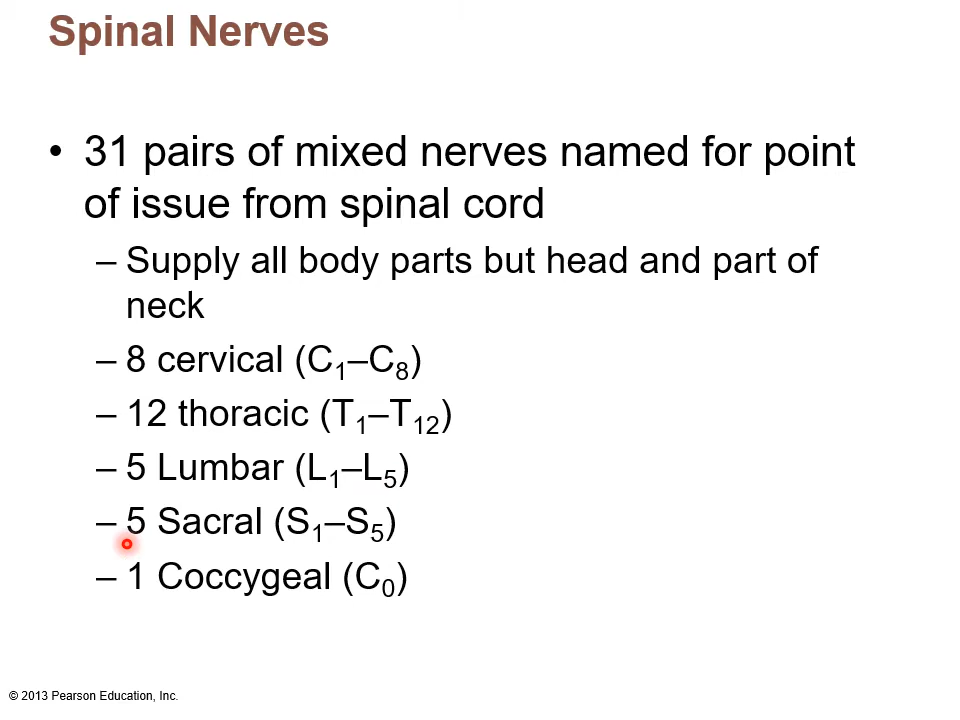 Spinal Nerves
• 31 pairs of mixed nerves named for point
of issue from spinal cord
– Supply all body parts but head and part of
neck
– 8 cervical (C₁–C₈)
– 12 thoracic (T₁–T₁₂)
– 5 Lumbar (L₁–L₅)
– 5 Sacral (S₁–S₅)
– 1 Coccygeal (C₀)
© 2013 Pearson Education, Inc.